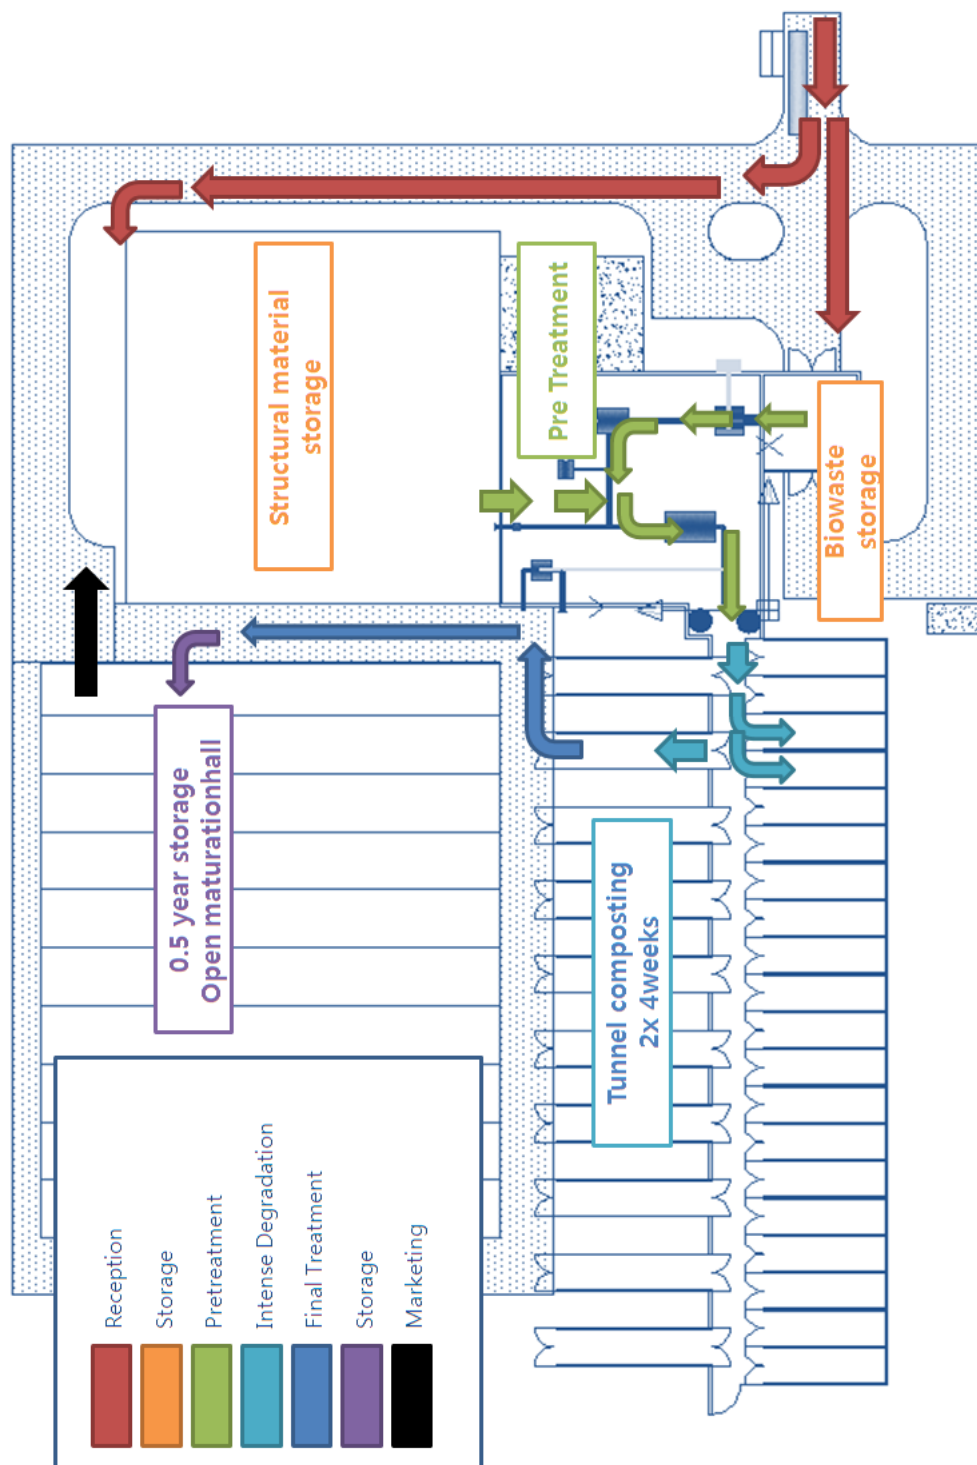 Structural material
storage
Pre Treatment
Biowaste
storage
0.5 year storage
Open maturationhall
Tunnel composting
2x 4weeks
Reception
Storage
Pretreatment
Intense Degradation
Final Treatment
Storage
Marketing